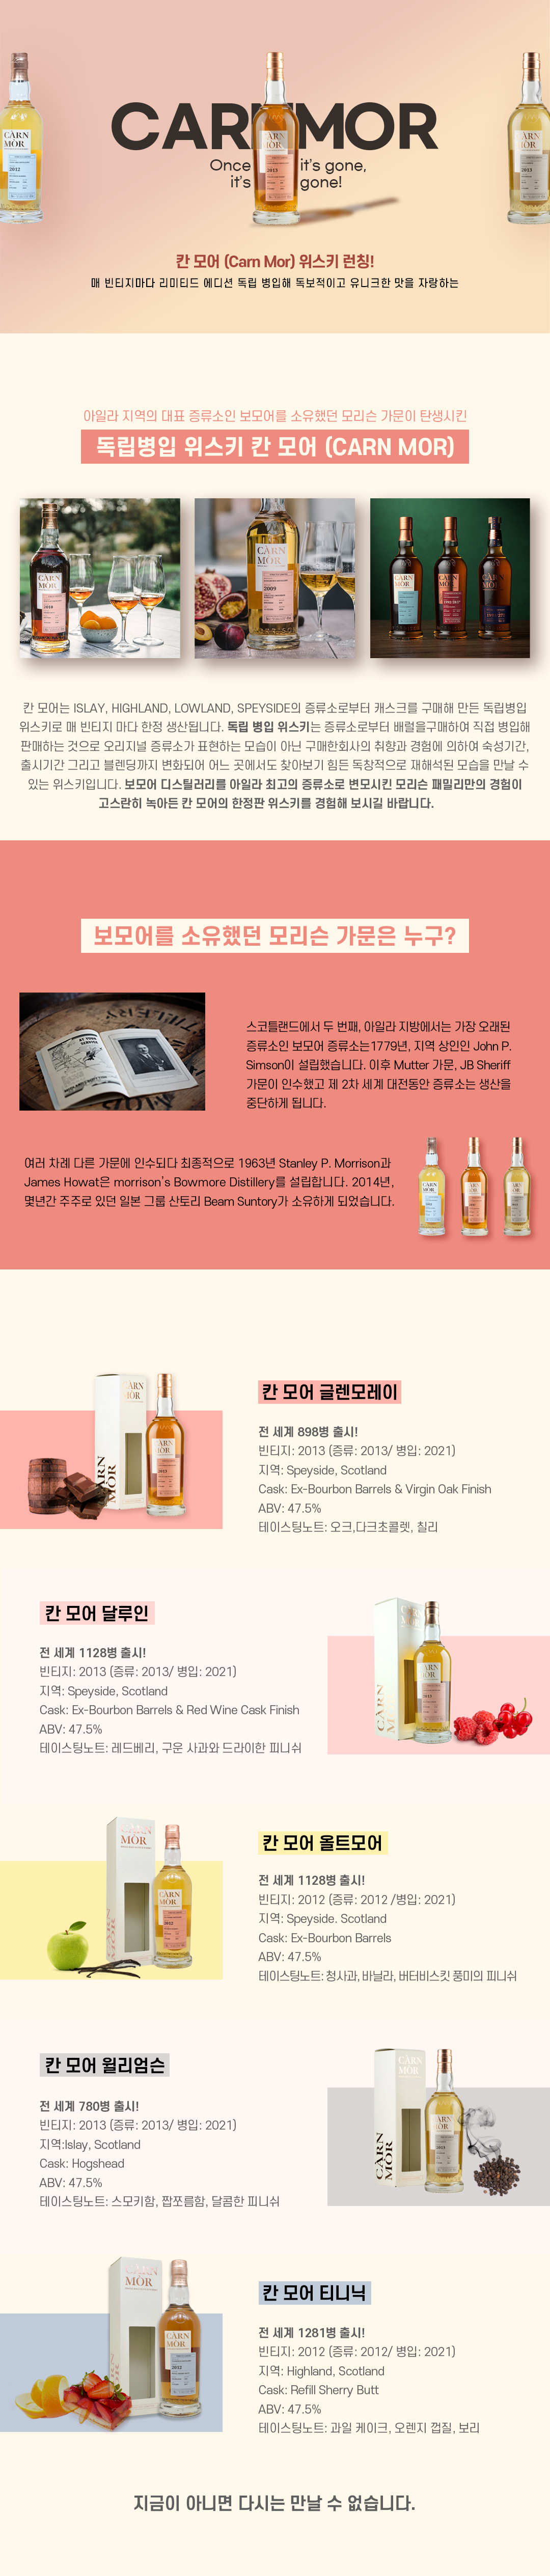 CARN MOR
Once it's gone,
it's gone!
칸 모어 (Carn Mor) 위스키 런칭!
매 빈티지마다 리미티드 에디션 독립 병입해 독보적이고 유니크한 맛을 자랑하는
아일라 지역의 대표 증류소인 보모어를 소유했던 모리슨 가문이 탄생시킨
독립병입 위스키 칸 모어 (CARN MOR)
칸 모어는 ISLAY, HIGHLAND, LOWLAND, SPEYSIDE의 증류소로부터 캐스크를 구매해 만든 독립병입
위스키로 매 빈티지 마다 한정 생산됩니다. 독립 병입 위스키는 증류소로부터 배럴을구매하여 직접 병입해
판매하는 것으로 오리지널 증류소가 표현하는 모습이 아닌 구매한회사의 취향과 경험에 의하여 숙성기간,
출시기간 그리고 블렌딩까지 변화되어 어느 곳에서도 찾아보기 힘든 독창적으로 재해석된 모습을 만날 수
있는 위스키입니다. 보모어 디스틸러리를 아일라 최고의 증류소로 변모시킨 모리슨 패밀리만의 경험이
고스란히 녹아든 칸 모어의 한정판 위스키를 경험해 보시길 바랍니다.
보모어를 소유했던 모리슨 가문은 누구?
스코틀랜드에서 두 번째, 아일라 지방에서는 가장 오래된
증류소인 보모어 증류소는1779년, 지역 상인인 John P.
Simson이 설립했습니다. 이후 Mutter 가문, JB Sheriff
가문이 인수했고 제 2차 세계 대전동안 증류소는 생산을
중단하게 됩니다.
여러 차례 다른 가문에 인수되다 최종적으로 1963년 Stanley P. Morrison과
James Howat은 morrison's Bowmore Distillery를 설립합니다. 2014년,
몇년간 주주로 있던 일본 그룹 산토리 Beam Suntory가 소유하게 되었습니다.
칸 모어 글렌모레이
전 세계 898병 출시!
빈티지: 2013 (증류: 2013/ 병입: 2021)
지역: Speyside, Scotland
Cask: Ex-Bourbon Barrels & Virgin Oak Finish
ABV: 47.5%
테이스팅노트: 오크,다크초콜렛, 칠리
칸 모어 달루인
전 세계 1128병 출시!
빈티지: 2013 (증류: 2013/ 병입: 2021)
지역: Speyside, Scotland
Cask: Ex-Bourbon Barrels & Red Wine Cask Finish
ABV: 47.5%
테이스팅노트: 레드베리, 구운 사과와 드라이한 피니쉬
칸 모어 올트모어
전 세계 1128병 출시!
빈티지: 2012 (증류: 2012 /병입: 2021)
지역: Speyside. Scotland
Cask: Ex-Bourbon Barrels
ABV: 47.5%
테이스팅노트: 청사과, 바닐라, 버터비스킷 풍미의 피니쉬
칸 모어 윌리엄슨
전 세계 780병 출시!
빈티지: 2013 (증류: 2013/ 병입: 2021)
지역:Islay, Scotland
Cask: Hogshead
ABV: 47.5%
테이스팅노트: 스모키함, 짭쪼름함, 달콤한 피니쉬
칸 모어 티니닉
전 세계 1281병 출시!
빈티지: 2012 (증류: 2012/ 병입: 2021)
지역: Highland, Scotland
Cask: Refill Sherry Butt
ABV: 47.5%
테이스팅노트: 과일 케이크, 오렌지 껍질, 보리
지금이 아니면 다시는 만날 수 없습니다.